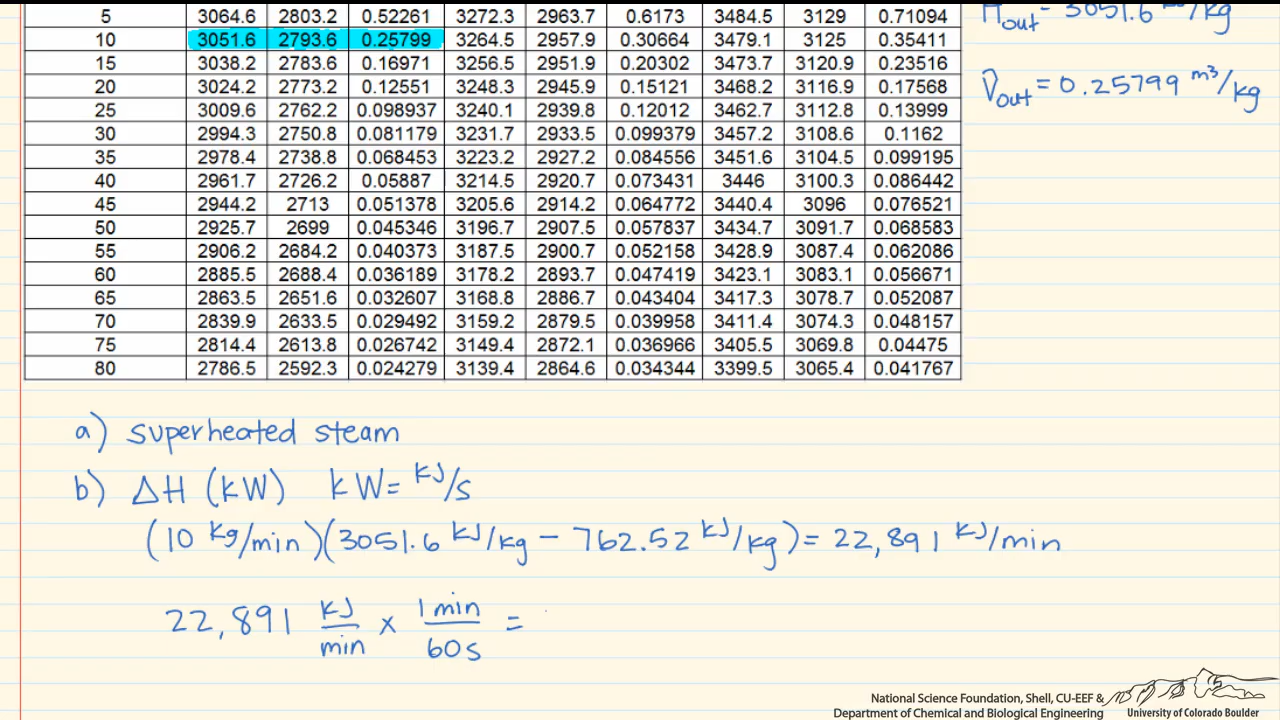 5 3064.6 2803.2 0.52261 3272.3 2963.7 0.6173 3484.5 3129 0.71094
Hout = 3051.6 kJ/kg
10 3051.6 2793.6 0.25799 3264.5 2957.9 0.30664 3479.1 3125 0.35411
15 3038.2 2783.6 0.16971 3256.5 2951.9 0.20302 3473.7 3120.9 0.23516
20 3024.2 2773.2 0.12551 3248.3 2945.9 0.15121 3468.2 3116.9 0.17568
V̂out = 0.25799 m³/kg
25 3009.6 2762.2 0.098937 3240.1 2939.8 0.12012 3462.7 3112.8 0.13999
30 2994.3 2750.8 0.081179 3231.7 2933.5 0.099379 3457.2 3108.6 0.1162
35 2978.4 2738.8 0.068453 3223.2 2927.2 0.084556 3451.6 3104.5 0.099195
40 2961.7 2726.2 0.05887 3214.5 2920.7 0.073431 3446 3100.3 0.086442
45 2944.2 2713 0.051378 3205.6 2914.2 0.064772 3440.4 3096 0.076521
50 2925.7 2699 0.045346 3196.7 2907.5 0.057837 3434.7 3091.7 0.068583
55 2906.2 2684.2 0.040373 3187.5 2900.7 0.052158 3428.9 3087.4 0.062086
60 2885.5 2688.4 0.036189 3178.2 2893.7 0.047419 3423.1 3083.1 0.056671
65 2863.5 2651.6 0.032607 3168.8 2886.7 0.043404 3417.3 3078.7 0.052087
70 2839.9 2633.5 0.029492 3159.2 2879.5 0.039958 3411.4 3074.3 0.048157
75 2814.4 2613.8 0.026742 3149.4 2872.1 0.036966 3405.5 3069.8 0.04475
80 2786.5 2592.3 0.024279 3139.4 2864.6 0.034344 3399.5 3065.4 0.041767
a) superheated steam
b) ΔH (kW) kW = kJ/s
(10 kg/min)(3051.6 kJ/kg − 762.52 kJ/kg) = 22,891 kJ/min
22,891 kJ/min × 1 min/60 s =
National Science Foundation, Shell, CU-EEF &
Department of Chemical and Biological Engineering
University of Colorado Boulder